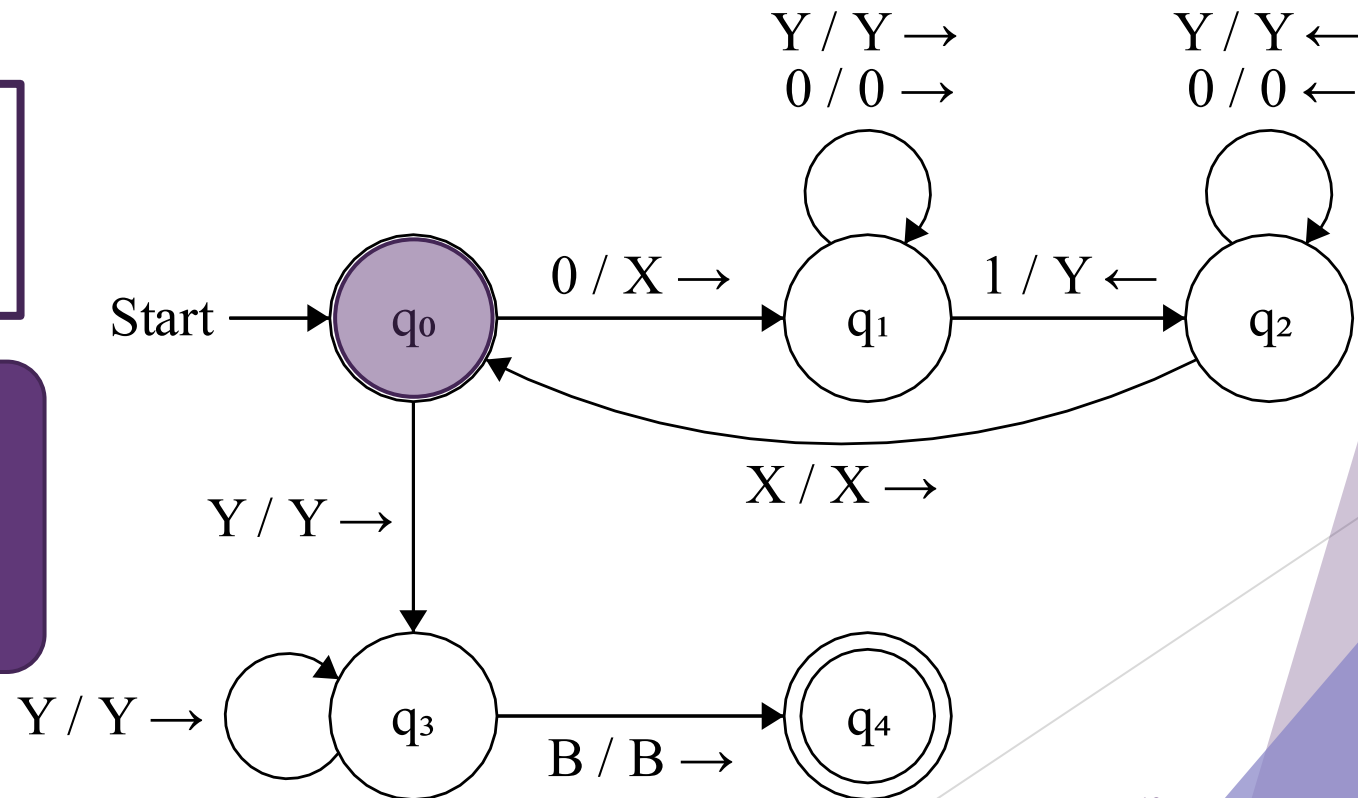 Y / Y →
0 / 0 →
Y / Y ←
0 / 0 ←
Start
q₀
0 / X →
q₁
1 / Y ←
q₂
X / X →
Y / Y →
Y / Y →
q₃
B / B →
q₄